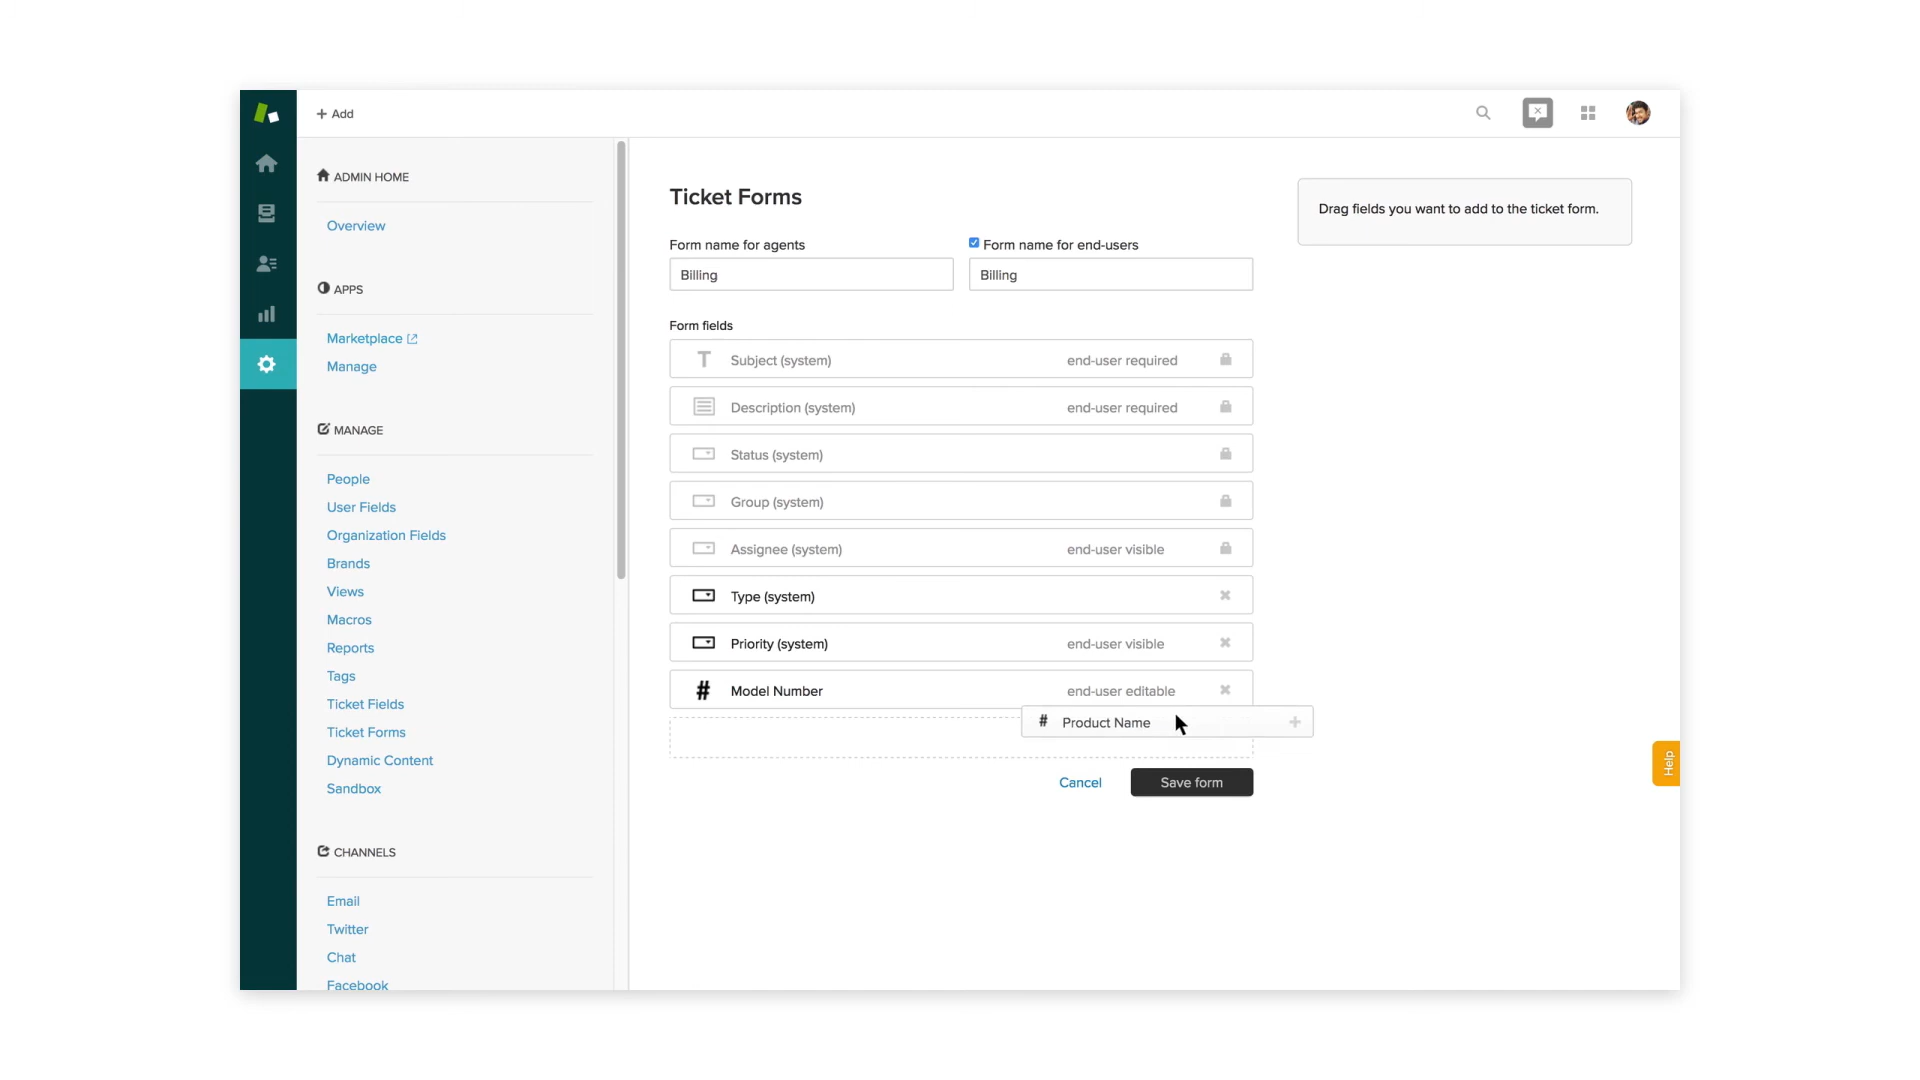 + Add
ADMIN HOME
Overview
APPS
Marketplace
Manage
MANAGE
People
User Fields
Organization Fields
Brands
Views
Macros
Reports
Tags
Ticket Fields
Ticket Forms
Dynamic Content
Sandbox
CHANNELS
Email
Twitter
Chat
Facebook
Ticket Forms
Form name for agents
Billing
Form name for end-users
Billing
Form fields
T Subject (system) end-user required
Description (system) end-user required
Status (system)
Group (system)
Assignee (system) end-user visible
Type (system)
Priority (system) end-user visible
# Model Number end-user editable
# Product Name +
Cancel Save form
Drag fields you want to add to the ticket form.
Help